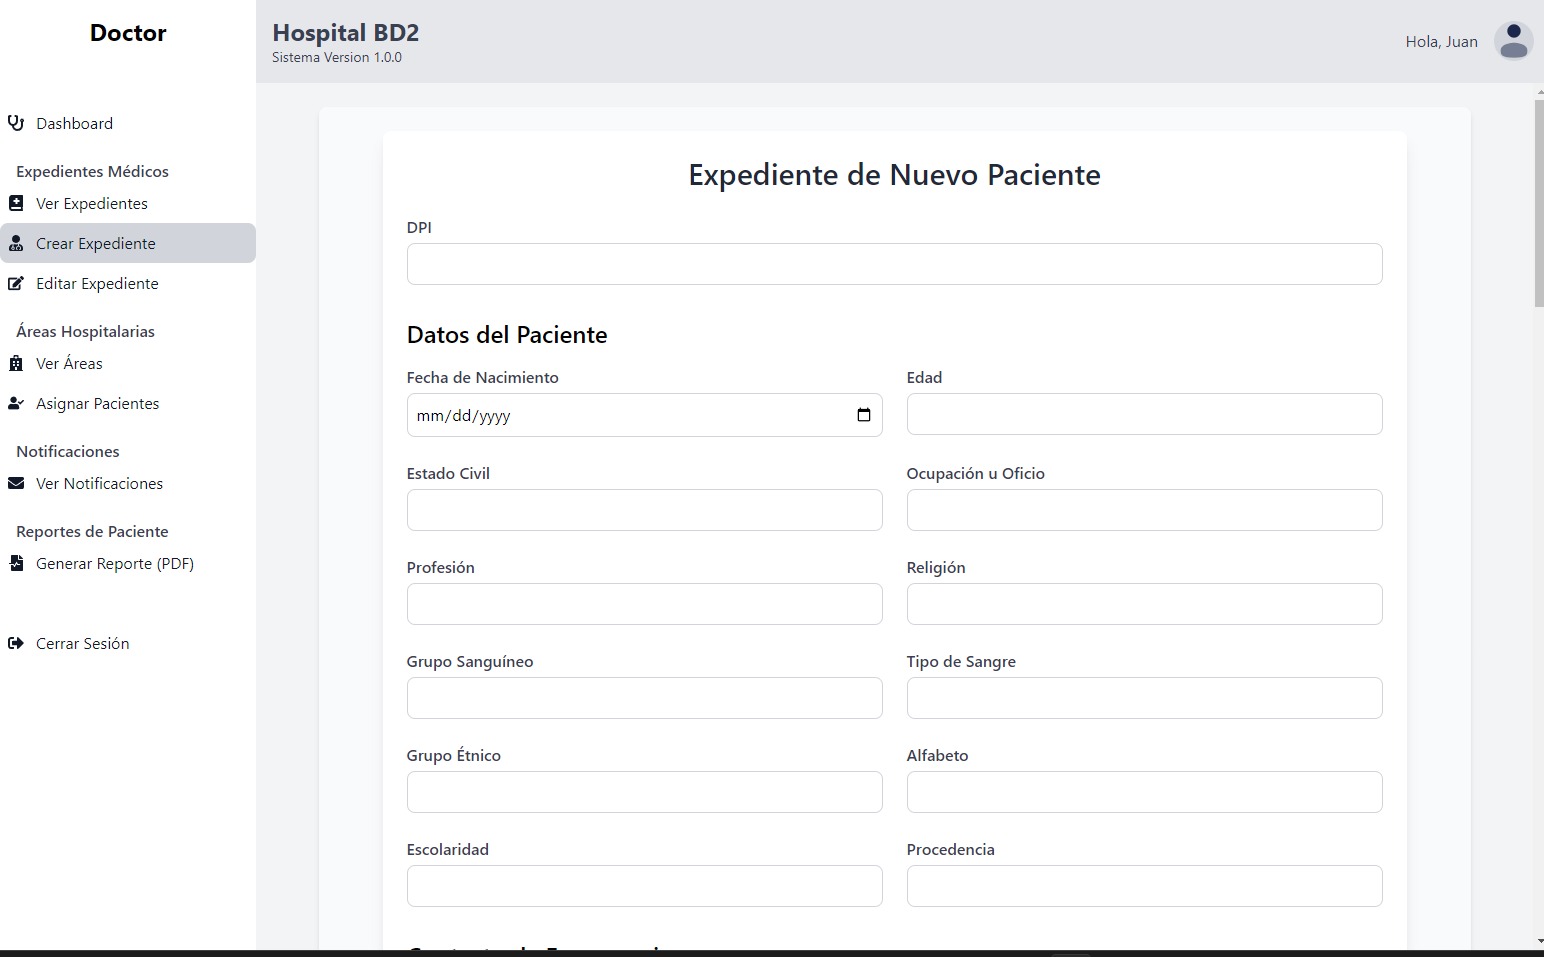 Doctor
Dashboard
Expedientes Médicos
Ver Expedientes
Crear Expediente
Editar Expediente
Áreas Hospitalarias
Ver Áreas
Asignar Pacientes
Notificaciones
Ver Notificaciones
Reportes de Paciente
Generar Reporte (PDF)
Cerrar Sesión
Hospital BD2
Sistema Version 1.0.0
Hola, Juan
Expediente de Nuevo Paciente
DPI
Datos del Paciente
Fecha de Nacimiento
Edad
mm/dd/yyyy
Estado Civil
Ocupación u Oficio
Profesión
Religión
Grupo Sanguíneo
Tipo de Sangre
Grupo Étnico
Alfabeto
Escolaridad
Procedencia